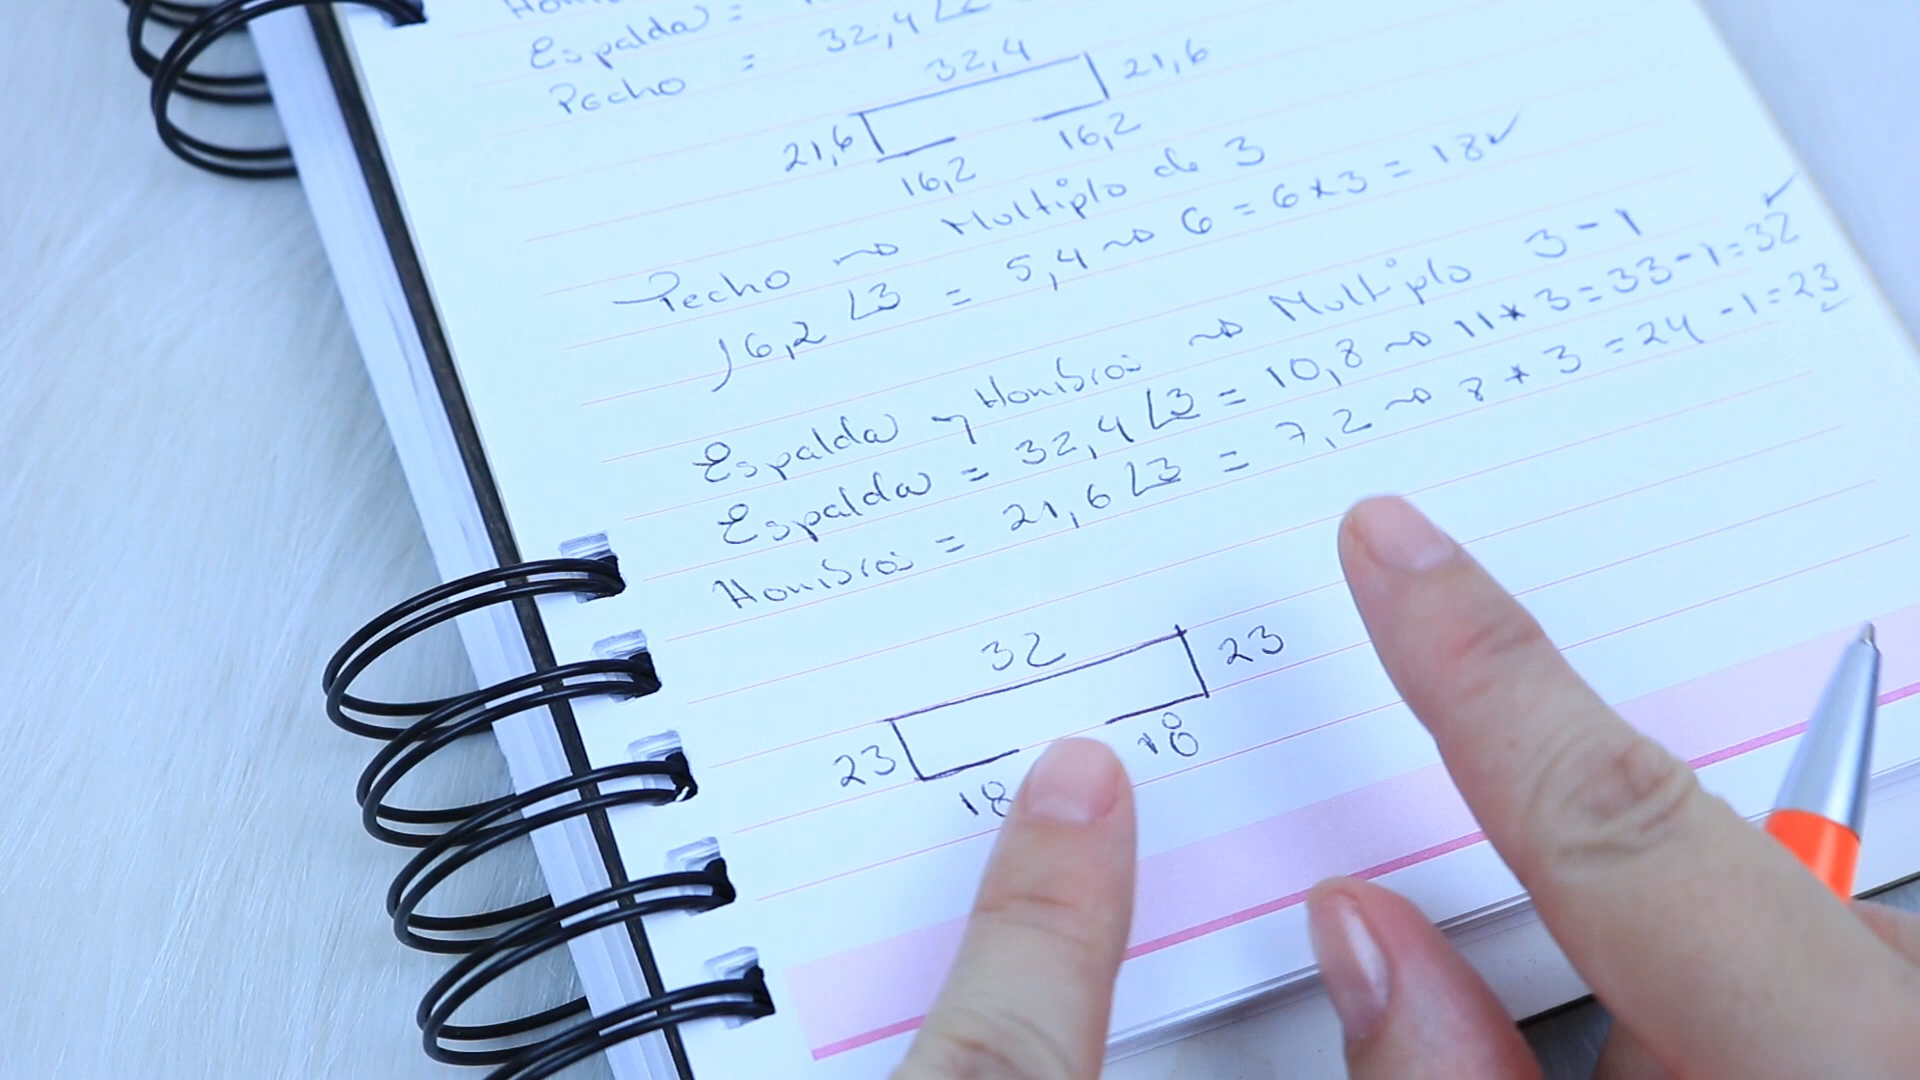 Espalda =
Pecho = 32,4 ∠2
32,4
21,6
21,6
16,2
16,2
Pecho ⇝ Multiplo de 3
16,2 ∠3 = 5,4 ⇝ 6 = 6*3 = 18 ✓
Espalda y Hombros ⇝ Multiplo 3-1
Espalda = 32,4 ∠3 = 10,8 ⇝ 11*3=33-1=32 ✓
Hombros = 21,6 ∠3 = 7,2 ⇝ 8*3=24-1=23
32
23
23
18
18